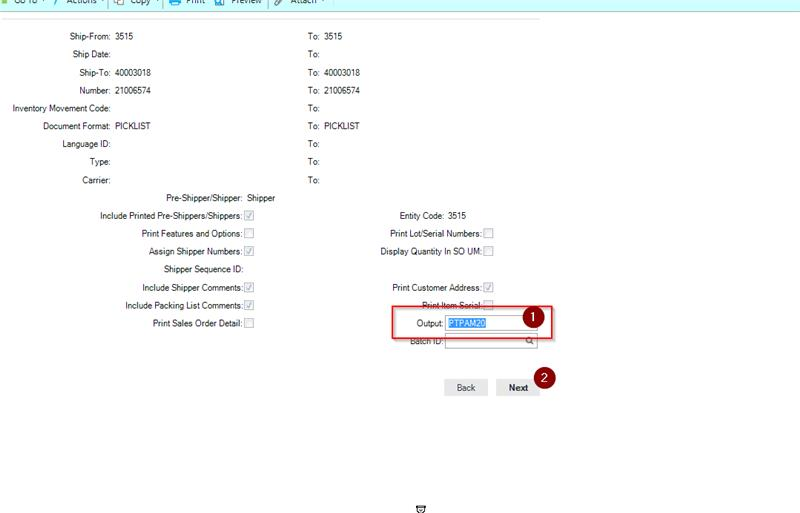 Go To Actions Copy Print Preview Attach
Ship-From: 3515 To: 3515
Ship Date: To:
Ship-To: 40003018 To: 40003018
Number: 21006574 To: 21006574
Inventory Movement Code: To:
Document Format: PICKLIST To: PICKLIST
Language ID: To:
Type: To:
Carrier: To:
Pre-Shipper/Shipper: Shipper
Include Printed Pre-Shippers/Shippers: Entity Code: 3515
Print Features and Options: Print Lot/Serial Numbers:
Assign Shipper Numbers: Display Quantity In SO UM:
Shipper Sequence ID:
Include Shipper Comments: Print Customer Address:
Include Packing List Comments: Print Item Serial:
Print Sales Order Detail: Output: PTPAM20 1
Batch ID:
Back Next 2